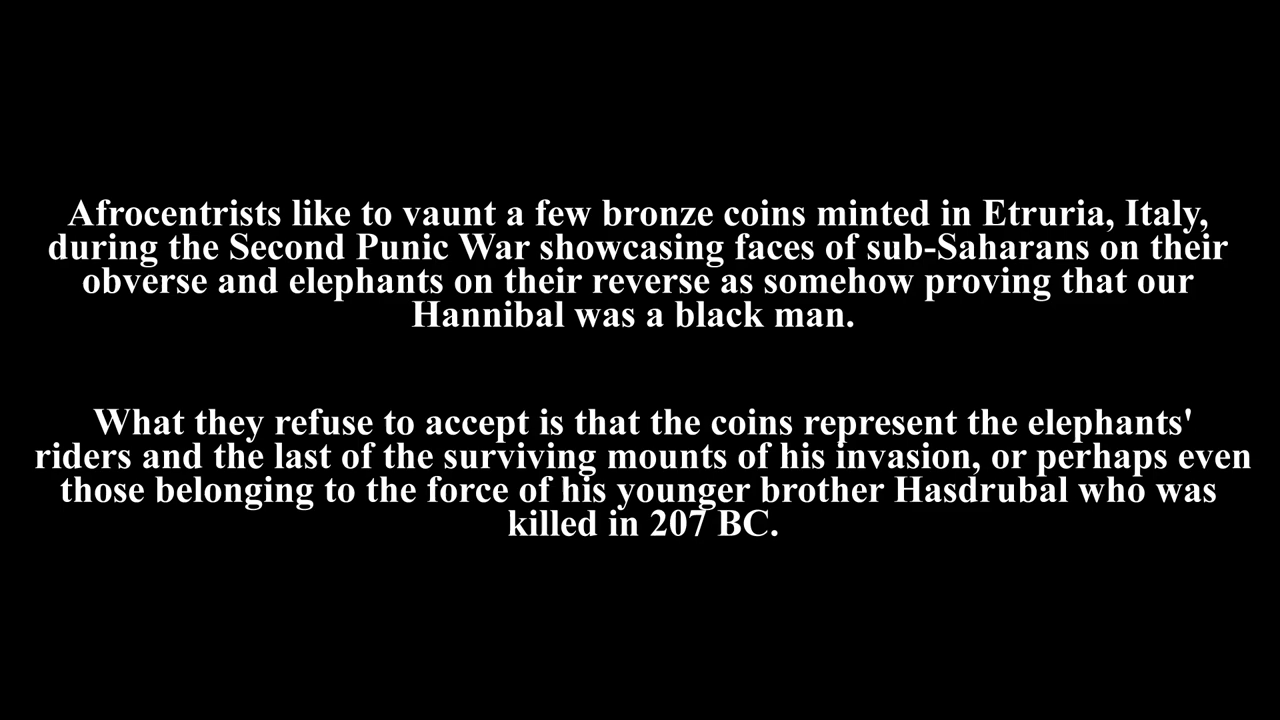 Afrocentrists like to vaunt a few bronze coins minted in Etruria, Italy,
during the Second Punic War showcasing faces of sub-Saharans on their
obverse and elephants on their reverse as somehow proving that our
Hannibal was a black man.
What they refuse to accept is that the coins represent the elephants'
riders and the last of the surviving mounts of his invasion, or perhaps even
those belonging to the force of his younger brother Hasdrubal who was
killed in 207 BC.